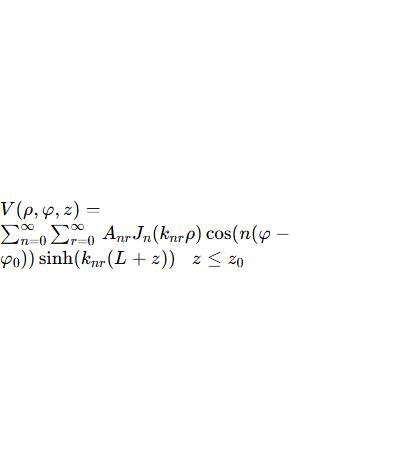 V(ρ,φ,z) =
∑_{n=0}^{∞} ∑_{r=0}^{∞} A_{nr}J_n(k_{nr}ρ) cos(n(φ −
φ_0)) sinh(k_{nr}(L + z)) z ≤ z_0